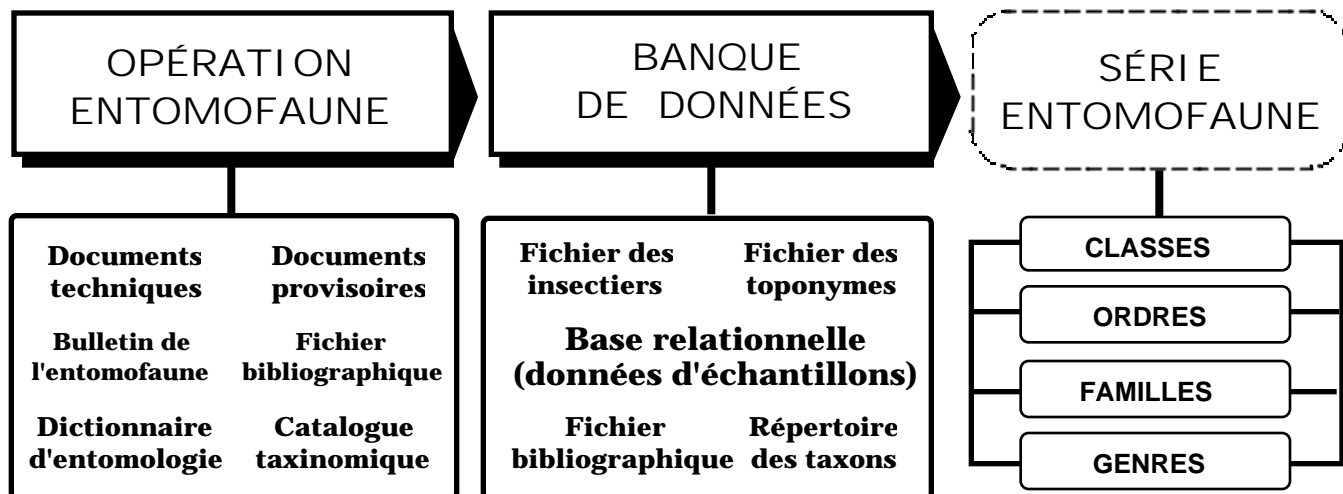 OPÉRATION
ENTOMOFAUNE
BANQUE
DE DONNÉES
SÉRIE
ENTOMOFAUNE
Documents
techniques
Documents
provisoires
Bulletin de
l'entomofaune
Fichier
bibliographique
Dictionnaire
d'entomologie
Catalogue
taxinomique
Fichier des
insectiers
Fichier des
toponymes
Base relationnelle
(données d'échantillons)
Fichier
bibliographique
Répertoire
des taxons
CLASSES
ORDRES
FAMILLES
GENRES